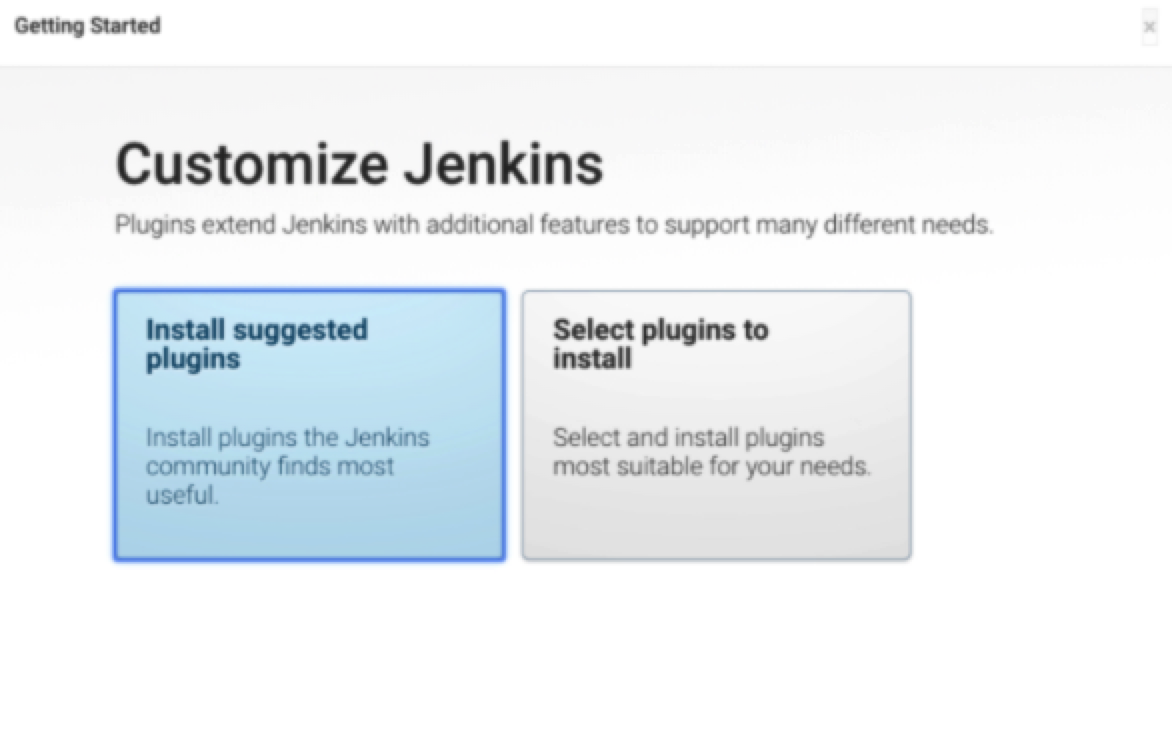 Getting Started
×
Customize Jenkins
Plugins extend Jenkins with additional features to support many different needs.
Install suggested
plugins
Install plugins the Jenkins
community finds most
useful.
Select plugins to
install
Select and install plugins
most suitable for your needs.